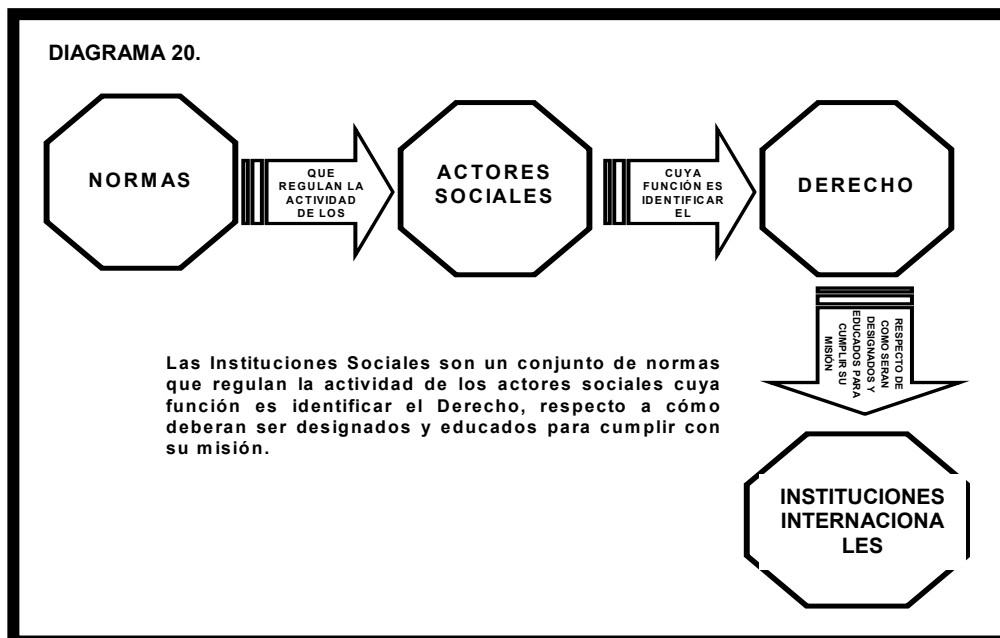 DIAGRAMA 20.
NORMAS
QUE
REGULAN LA
ACTIVIDAD
DE LOS
ACTORES
SOCIALES
CUYA
FUNCIÓN ES
IDENTIFICAR
EL
DERECHO
RESPECTO DE
COMO SERAN
DESIGNADOS Y
EDUCADOS PARA
CUMPLIR SU
MISIÓN
Las Instituciones Sociales son un conjunto de normas
que regulan la actividad de los actores sociales cuya
función es identificar el Derecho, respecto a cómo
deberan ser designados y educados para cumplir con
su misión.
INSTITUCIONES
INTERNACIONA
LES